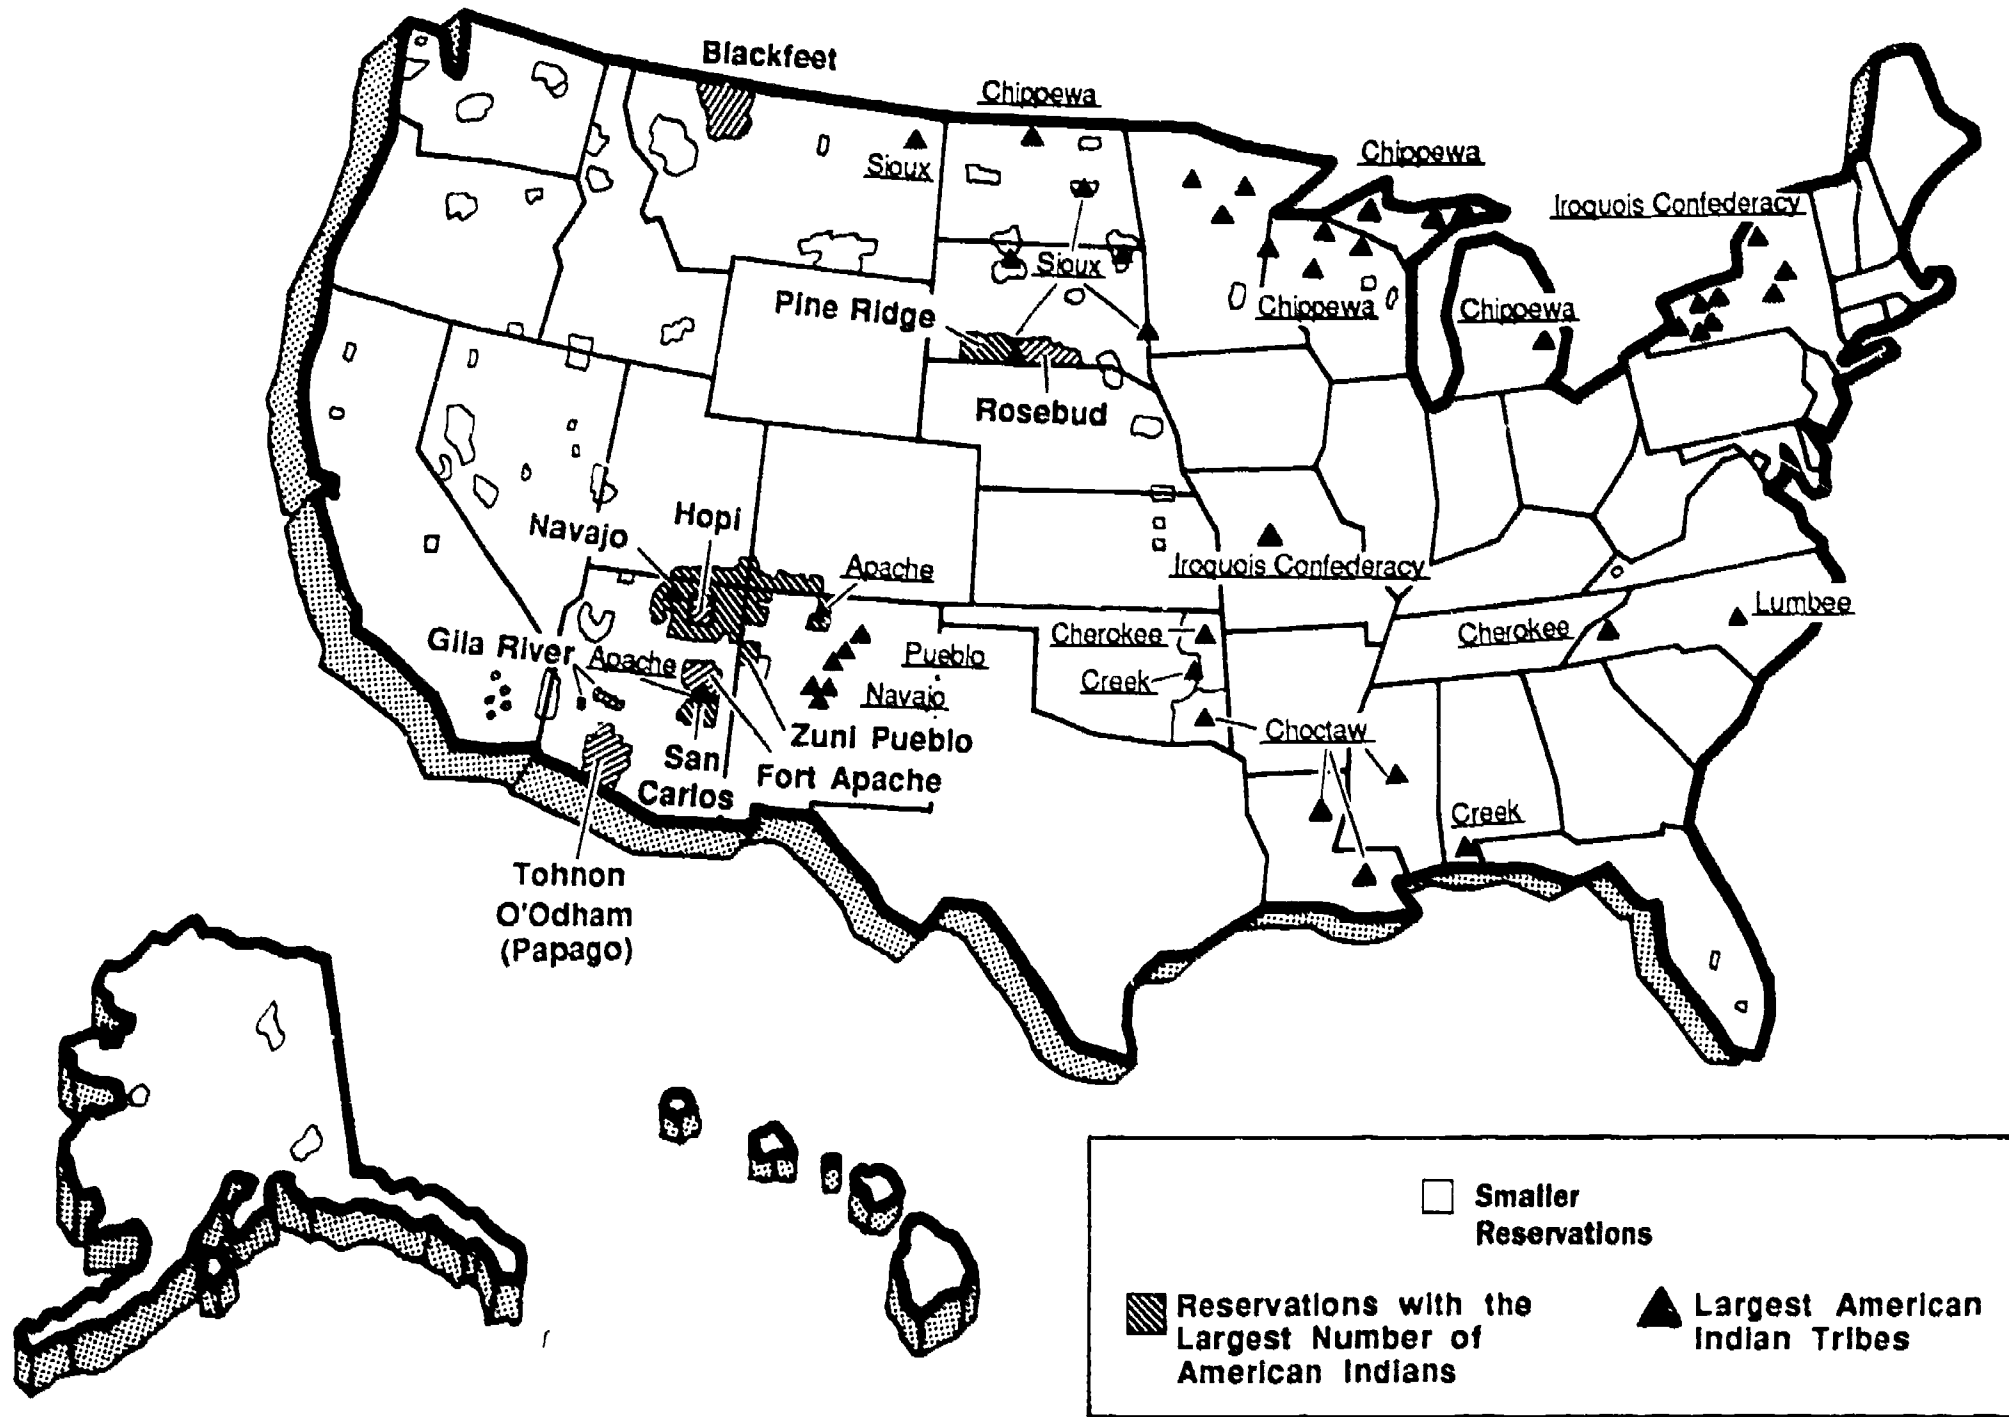 Blackfeet
Chippewa
Sioux
Chippewa
Iroquois Confederacy
Sioux
Pine Ridge
Chippewa
Chippewa
Rosebud
Navajo
Hopi
Apache
Iroquois Confederacy
Lumbee
Cherokee
Cherokee
Gila River
Apache
Pueblo
Creek
Navajo
Choctaw
Zuni Pueblo
San
Carlos
Fort Apache
Creek
Tohnon
O'Odham
(Papago)
Smaller
Reservations
Reservations with the
Largest Number of
American Indians
Largest American
Indian Tribes